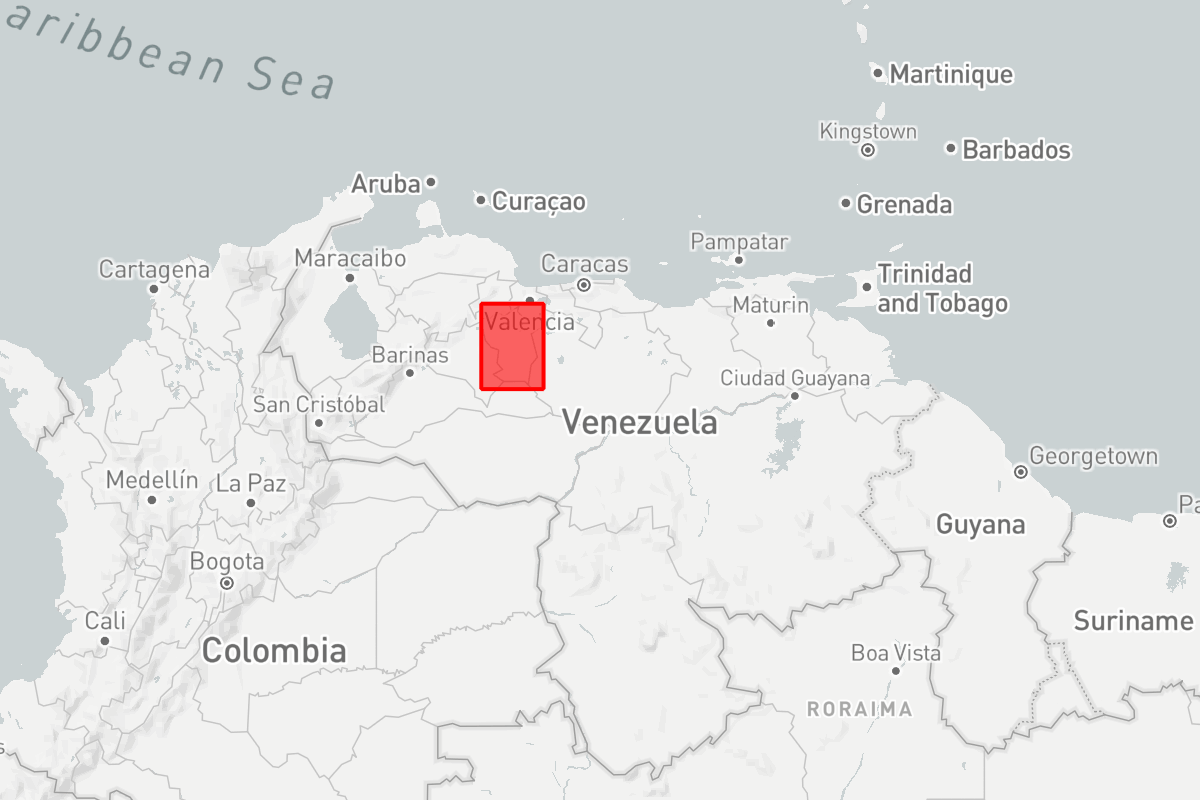 aribbean Sea
Martinique
Kingstown
Barbados
Aruba
Curaçao
Grenada
Pampatar
Maracaibo
Caracas
Cartagena
Trinidad
and Tobago
Maturin
Valencia
Barinas
Ciudad Guayana
San Cristóbal
Venezuela
Georgetown
Medellín
La Paz
Pa
Guyana
Bogota
Cali
Suriname
Colombia
Boa Vista
RORAIMA
s